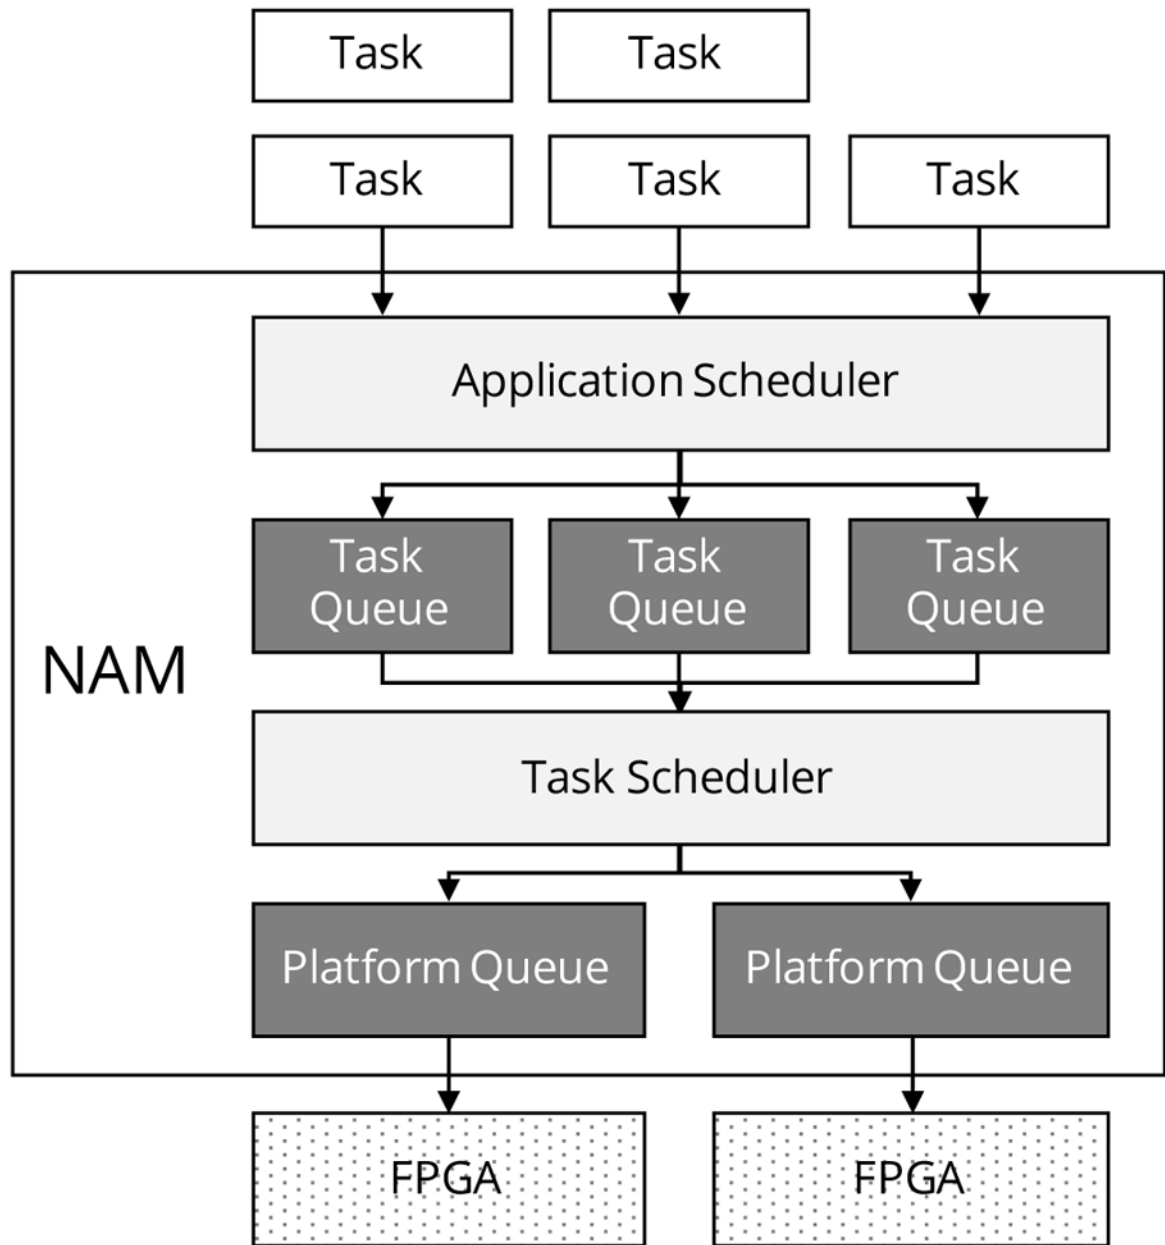 Task Task
Task Task Task
Application Scheduler
Task Task Task
Queue Queue Queue
NAM
Task Scheduler
Platform Queue Platform Queue
FPGA FPGA